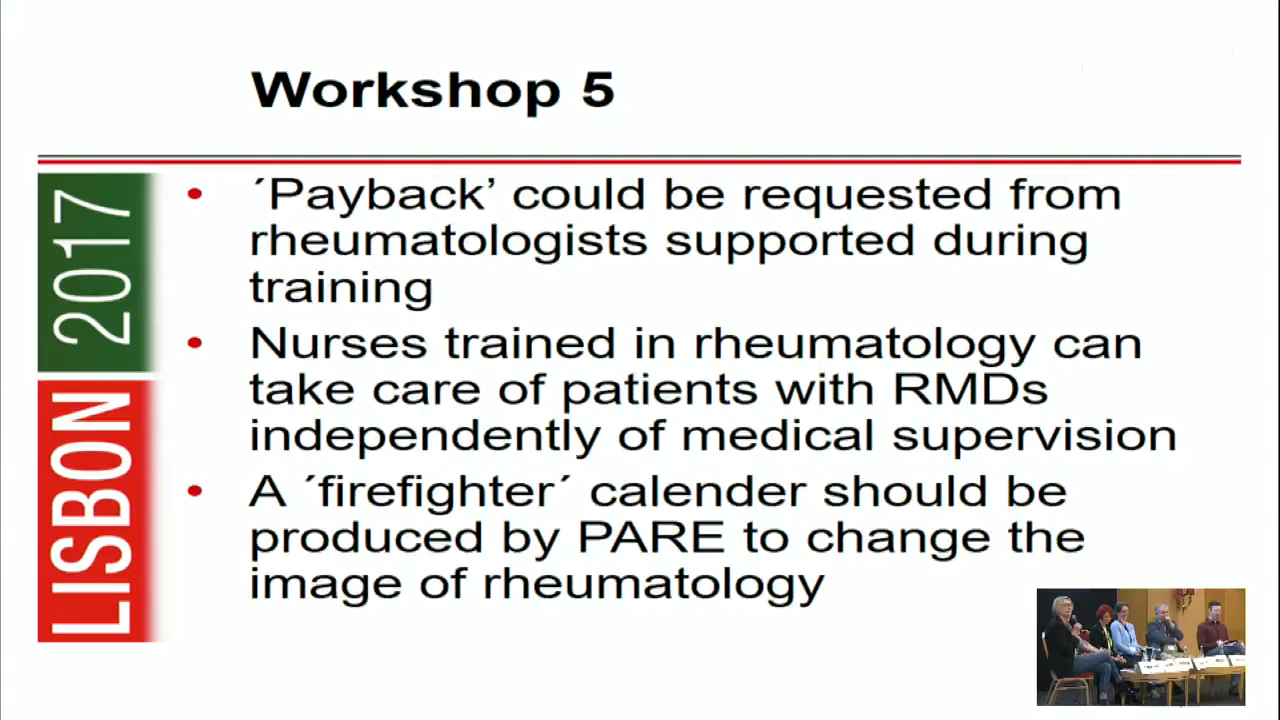 Workshop 5
LISBON 2017
• ´Payback’ could be requested from
rheumatologists supported during
training
• Nurses trained in rheumatology can
take care of patients with RMDs
independently of medical supervision
• A ´firefighter´ calender should be
produced by PARE to change the
image of rheumatology